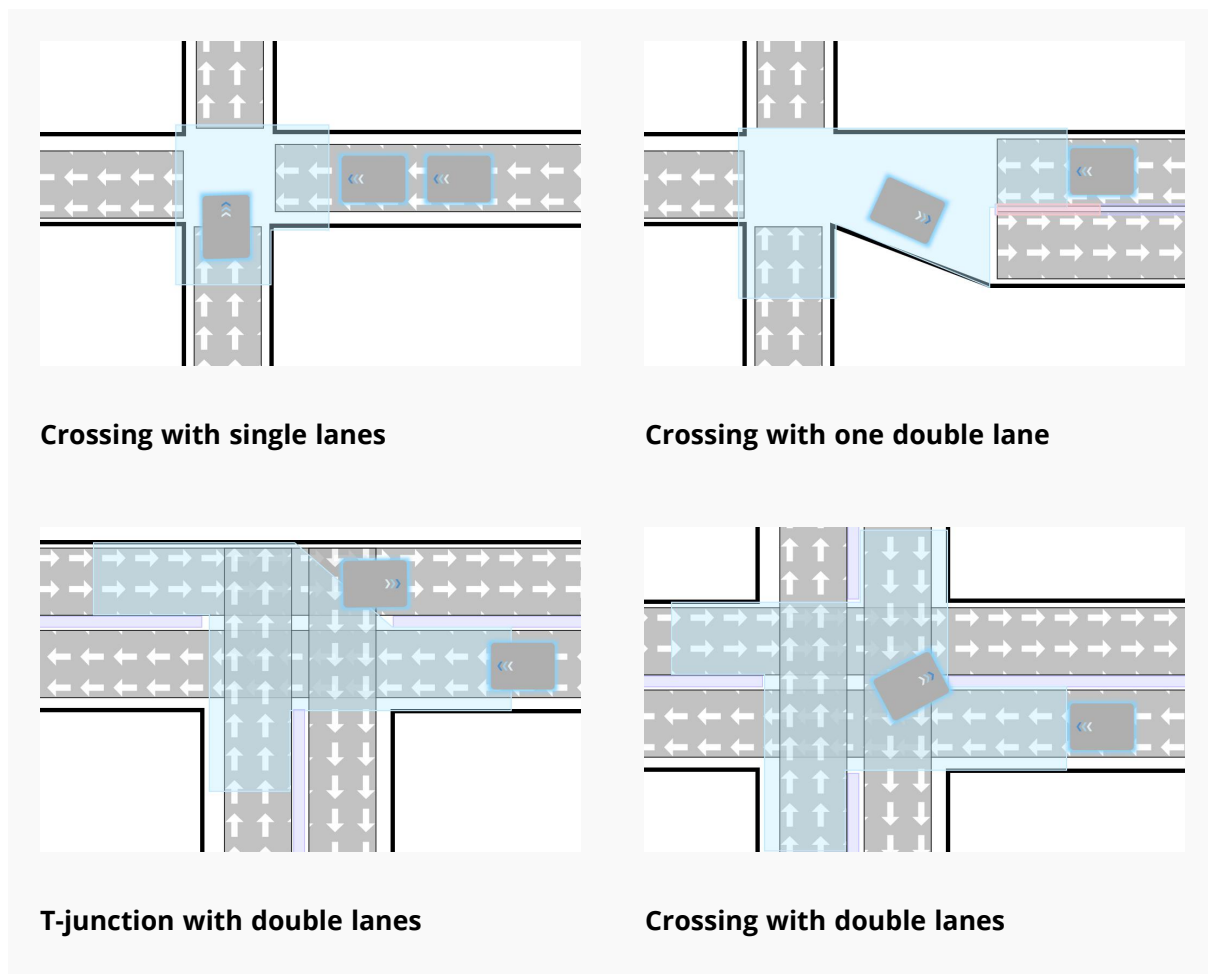 Crossing with single lanes
Crossing with one double lane
T-junction with double lanes
Crossing with double lanes